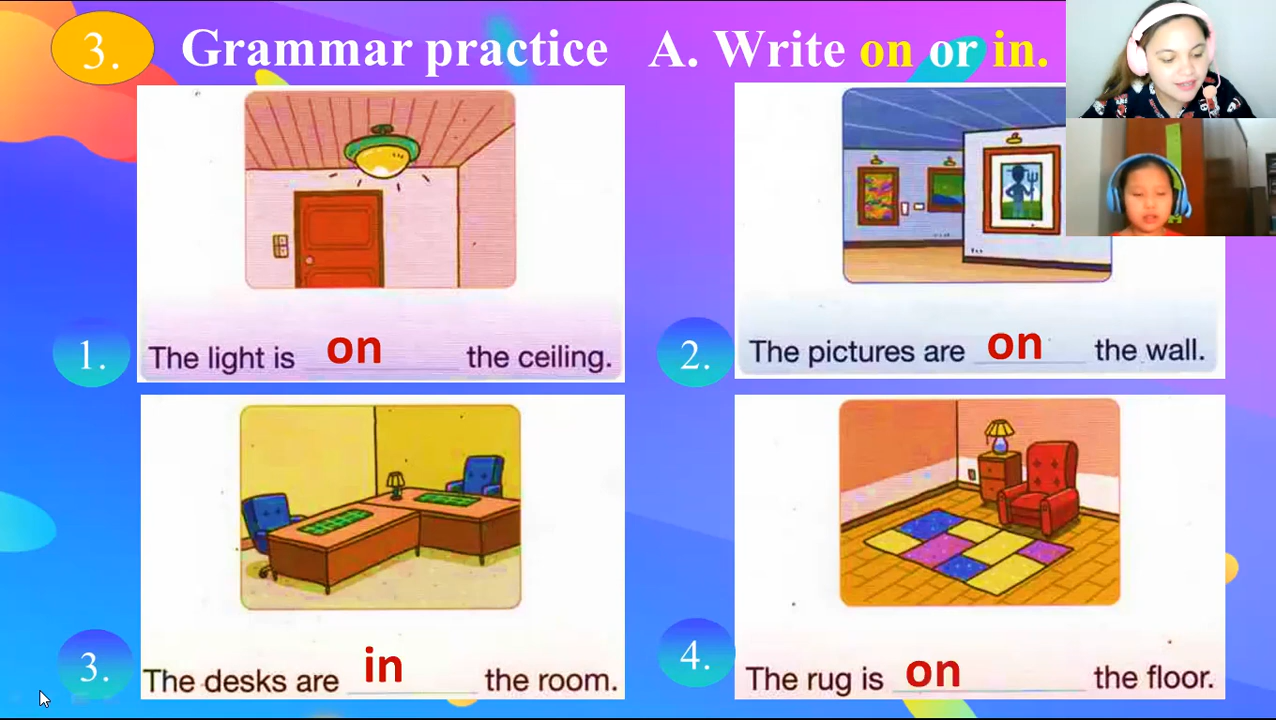 3. Grammar practice A. Write on or in.
1. The light is on the ceiling.
2. The pictures are on the wall.
3. The desks are in the room.
4. The rug is on the floor.